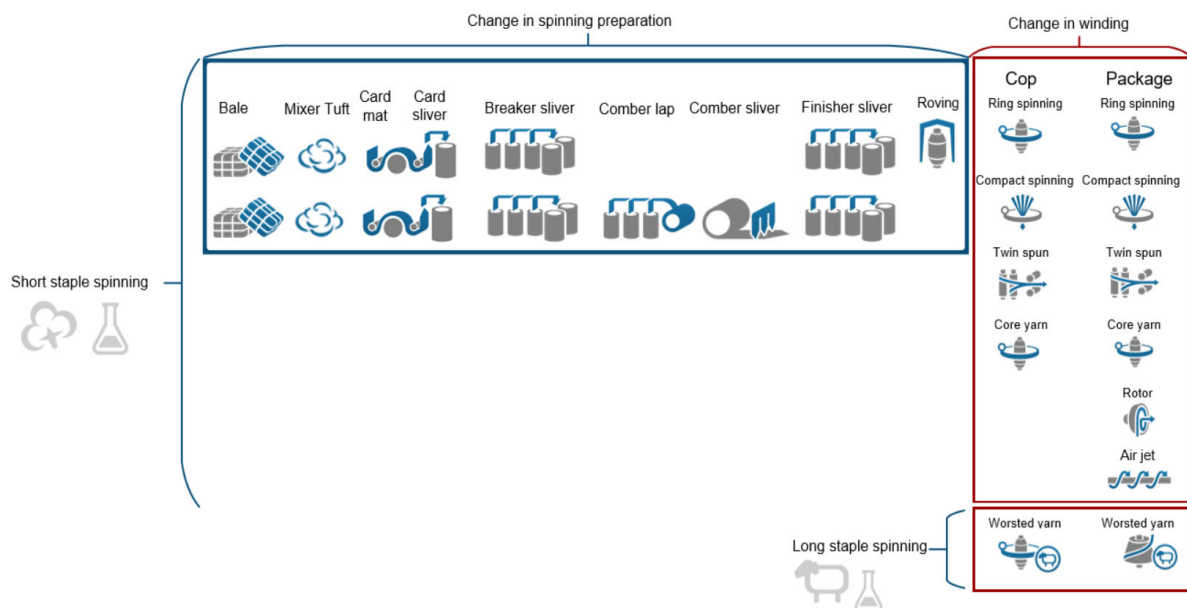 Change in spinning preparation
Change in winding
Cop
Package
Bale
Mixer Tuft
Card
mat
Card
sliver
Breaker sliver
Comber lap
Comber sliver
Finisher sliver
Roving
Ring spinning
Ring spinning
Compact spinning
Compact spinning
Twin spun
Twin spun
Short staple spinning
Core yarn
Core yarn
Rotor
Air jet
Long staple spinning
Worsted yarn
Worsted yarn